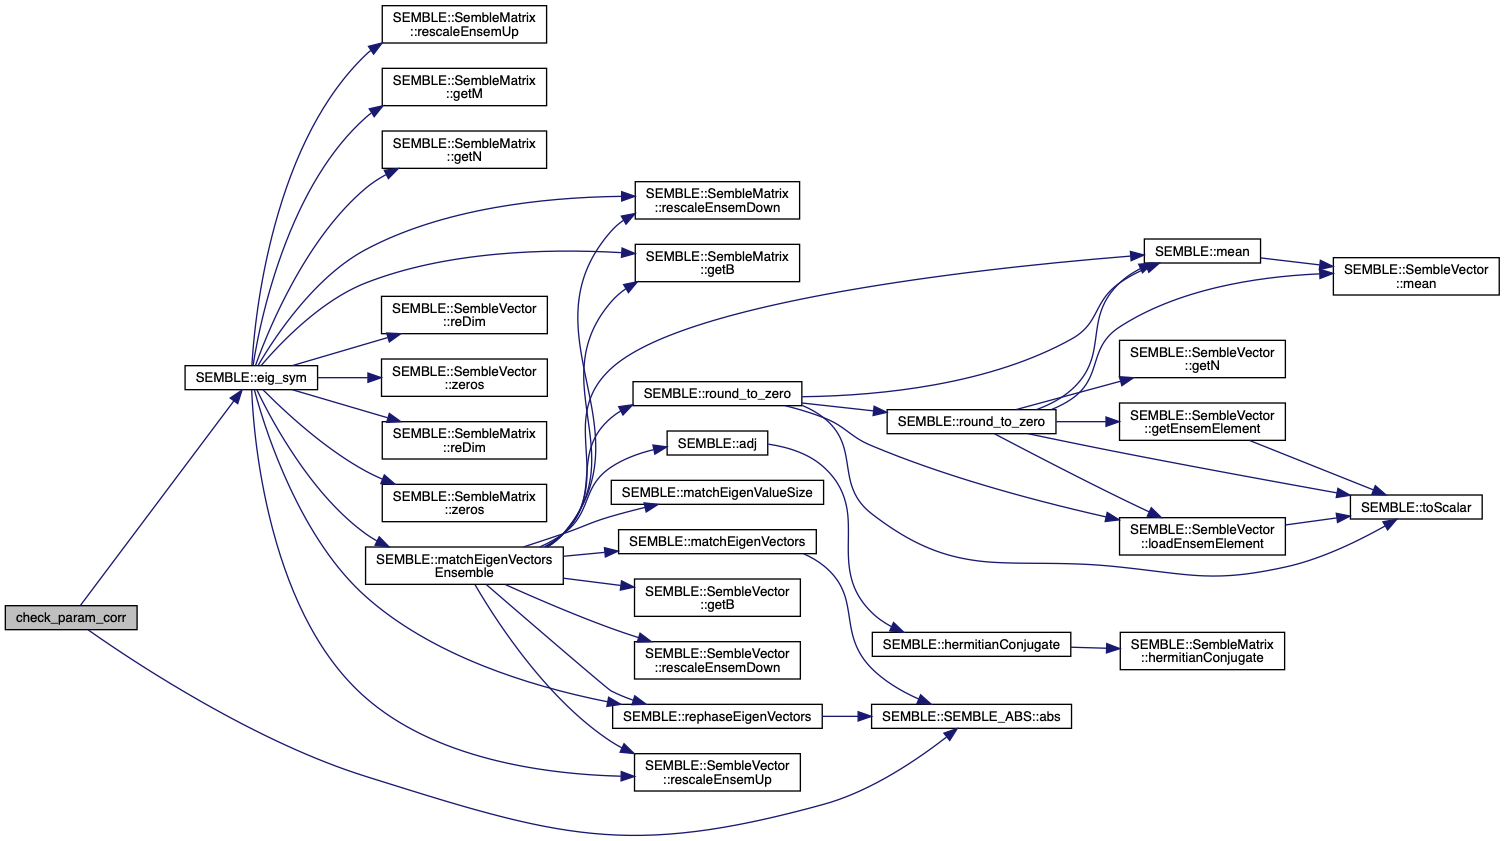 SEMBLE::SembleMatrix
::rescaleEnsemUp
SEMBLE::SembleMatrix
::getM
SEMBLE::SembleMatrix
::getN
SEMBLE::SembleMatrix
::rescaleEnsemDown
SEMBLE::SembleMatrix
::getB
SEMBLE::mean
SEMBLE::SembleVector
::mean
SEMBLE::SembleVector
::reDim
SEMBLE::SembleVector
::getN
SEMBLE::eig_sym
SEMBLE::SembleVector
::zeros
SEMBLE::round_to_zero
SEMBLE::round_to_zero
SEMBLE::SembleVector
::getEnsemElement
SEMBLE::SembleMatrix
::reDim
SEMBLE::adj
SEMBLE::SembleMatrix
::zeros
SEMBLE::matchEigenValueSize
SEMBLE::toScalar
SEMBLE::SembleVector
::loadEnsemElement
SEMBLE::matchEigenVectors
SEMBLE::matchEigenVectors
Ensemble
SEMBLE::SembleVector
::getB
check_param_corr
SEMBLE::hermitianConjugate
SEMBLE::SembleMatrix
::hermitianConjugate
SEMBLE::SembleVector
::rescaleEnsemDown
SEMBLE::rephaseEigenVectors
SEMBLE::SEMBLE_ABS::abs
SEMBLE::SembleVector
::rescaleEnsemUp